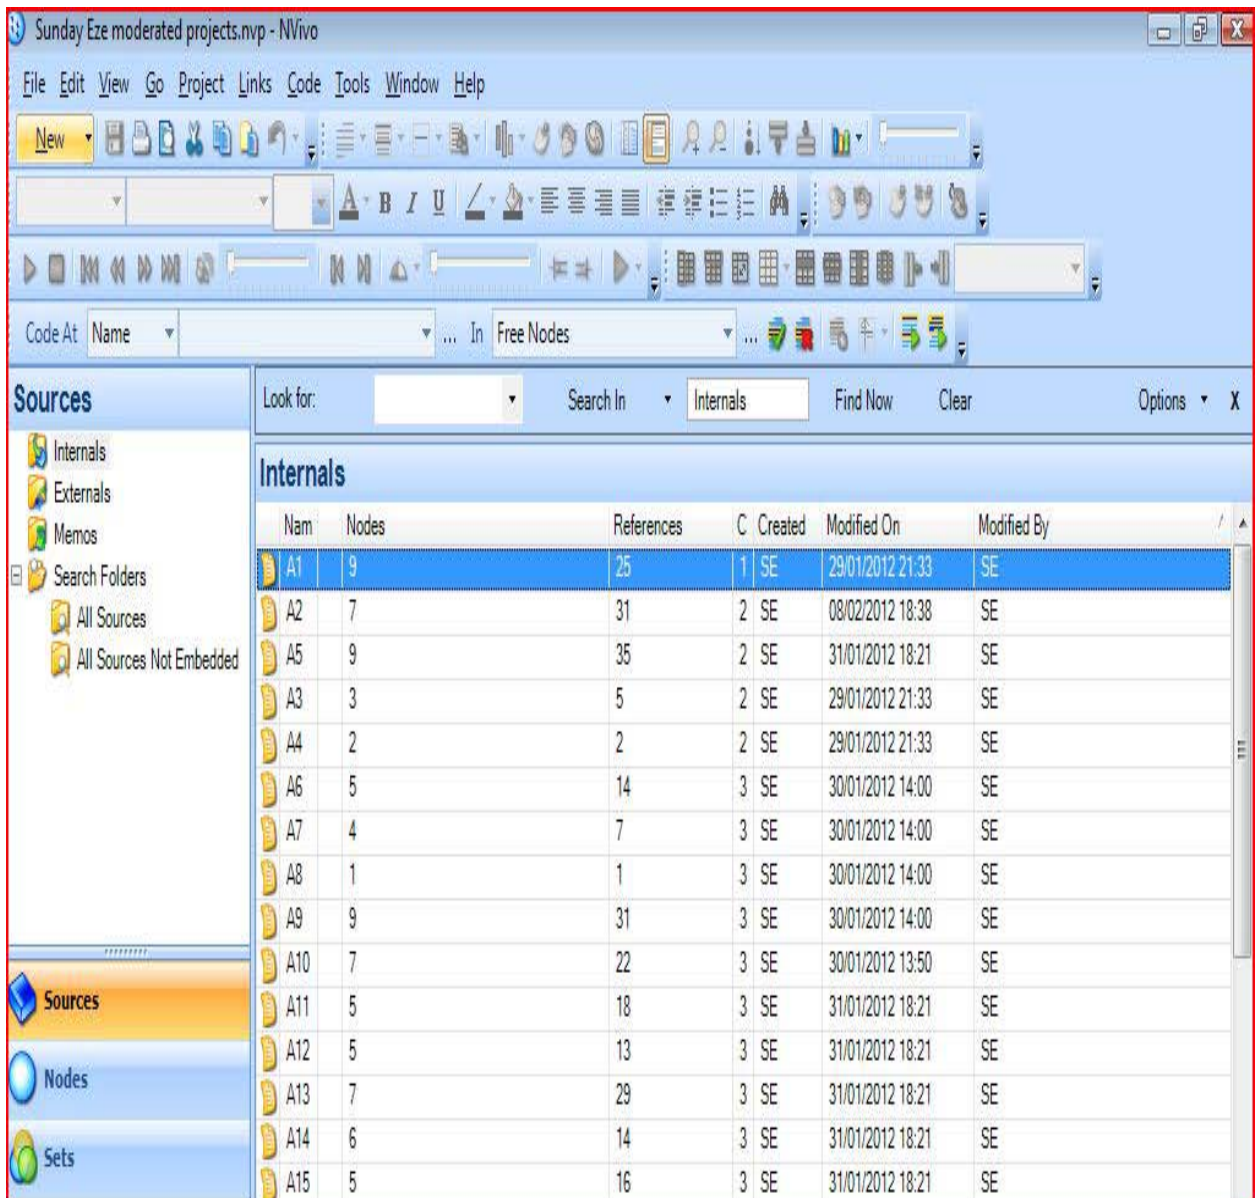 Sunday Eze moderated projects.nvp - NVivo
File Edit View Go Project Links Code Tools Window Help
New
A B I U
Code At Name ... In Free Nodes ...
Sources
Internals
Externals
Memos
Search Folders
All Sources
All Sources Not Embedded
Sources
Nodes
Sets
Look for: Search In Internals Find Now Clear Options X
Internals
Nam Nodes References C Created Modified On Modified By
A1 9 25 1 SE 29/01/2012 21:33 SE
A2 7 31 2 SE 08/02/2012 18:38 SE
A5 9 35 2 SE 31/01/2012 18:21 SE
A3 3 5 2 SE 29/01/2012 21:33 SE
A4 2 2 2 SE 29/01/2012 21:33 SE
A6 5 14 3 SE 30/01/2012 14:00 SE
A7 4 7 3 SE 30/01/2012 14:00 SE
A8 1 1 3 SE 30/01/2012 14:00 SE
A9 9 31 3 SE 30/01/2012 14:00 SE
A10 7 22 3 SE 30/01/2012 13:50 SE
A11 5 18 3 SE 31/01/2012 18:21 SE
A12 5 13 3 SE 31/01/2012 18:21 SE
A13 7 29 3 SE 31/01/2012 18:21 SE
A14 6 14 3 SE 31/01/2012 18:21 SE
A15 5 16 3 SE 31/01/2012 18:21 SE